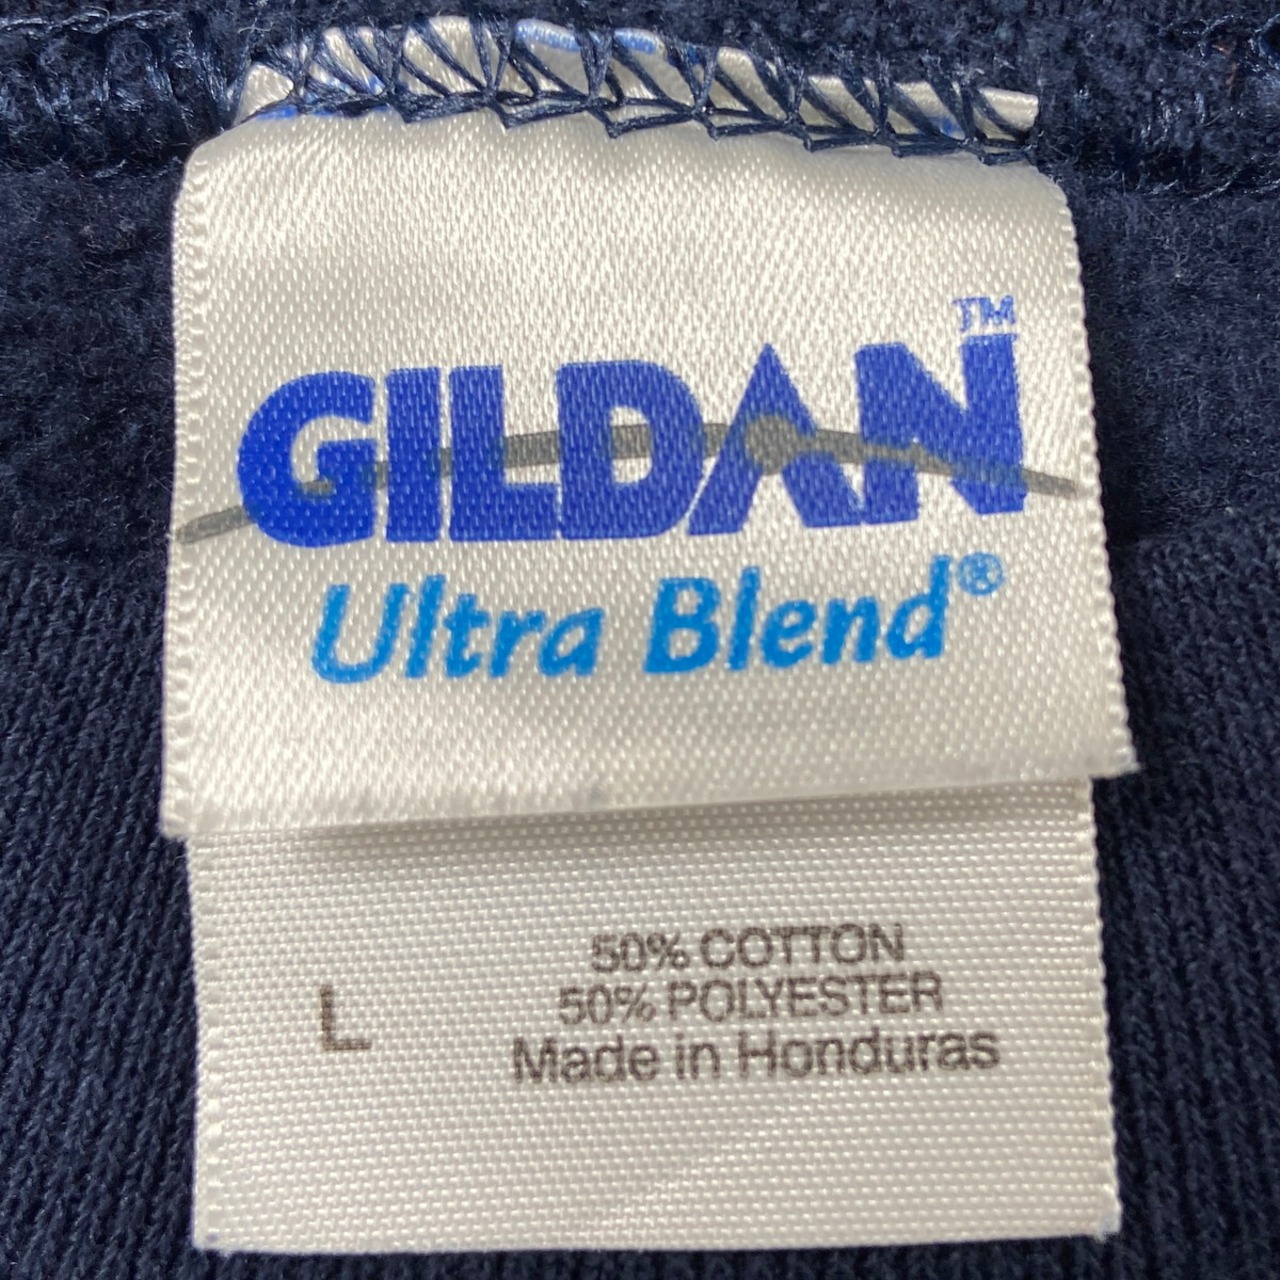 GILDAN™
Ultra Blend®
50% COTTON
50% POLYESTER
L
Made in Honduras